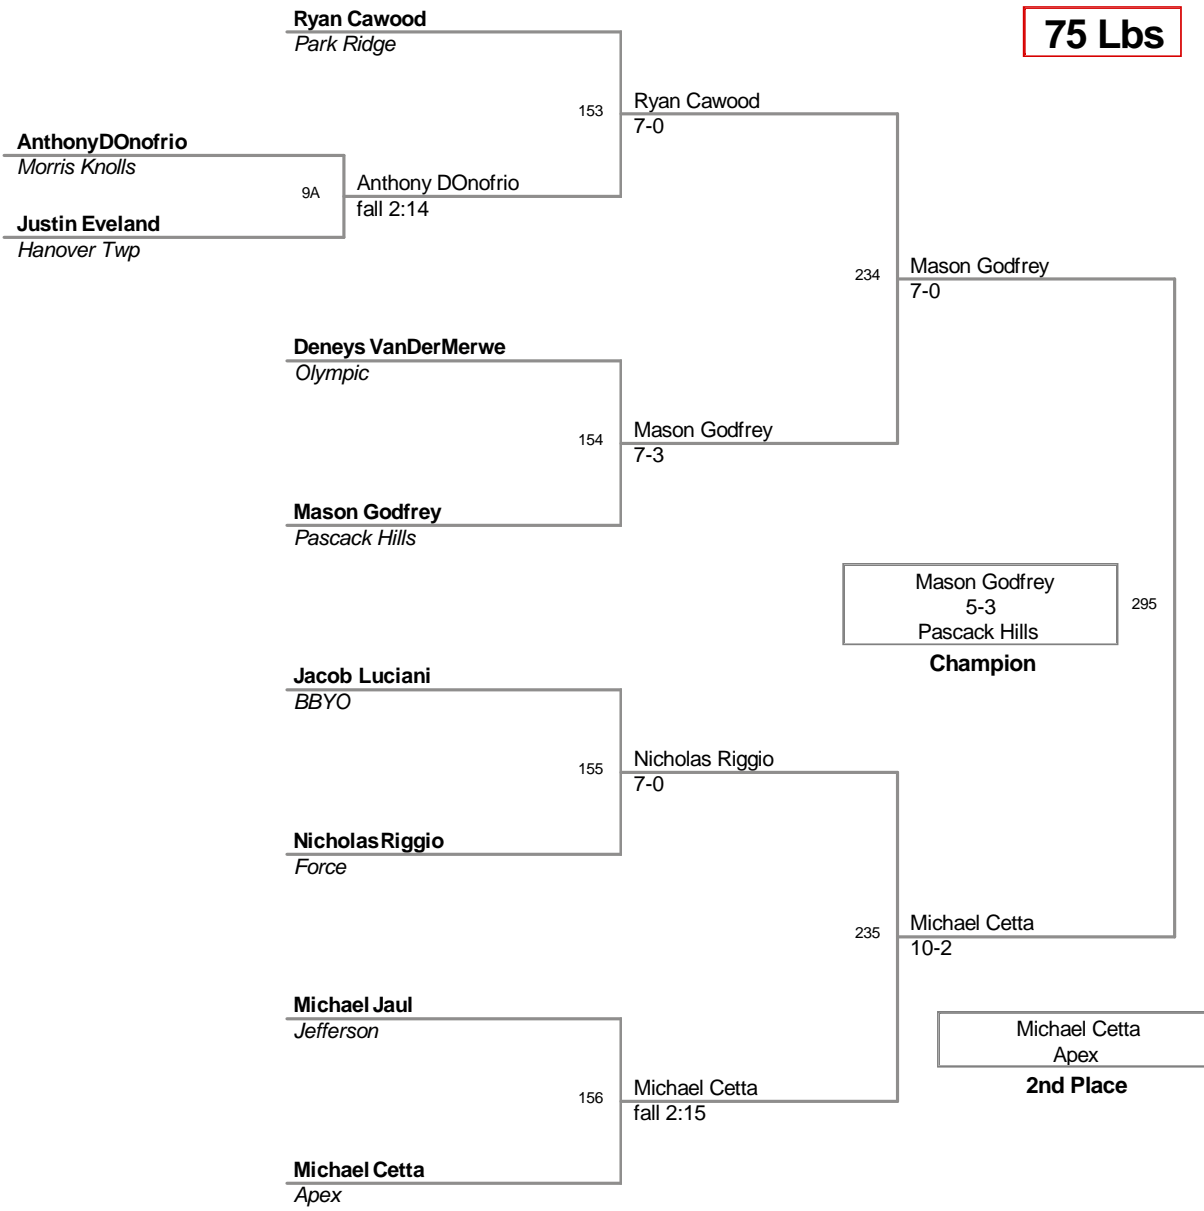 Ryan Cawood
Park Ridge
75 Lbs
153
Ryan Cawood
7-0
AnthonyDOnofrio
Morris Knolls
9A
Anthony DOnofrio
fall 2:14
Justin Eveland
Hanover Twp
234
Mason Godfrey
7-0
Deneys VanDerMerwe
Olympic
154
Mason Godfrey
7-3
Mason Godfrey
Pascack Hills
Mason Godfrey
5-3
Pascack Hills
295
Champion
Jacob Luciani
BBYO
155
Nicholas Riggio
7-0
NicholasRiggio
Force
235
Michael Cetta
10-2
Michael Jaul
Jefferson
Michael Cetta
Apex
2nd Place
156
Michael Cetta
fall 2:15
Michael Cetta
Apex